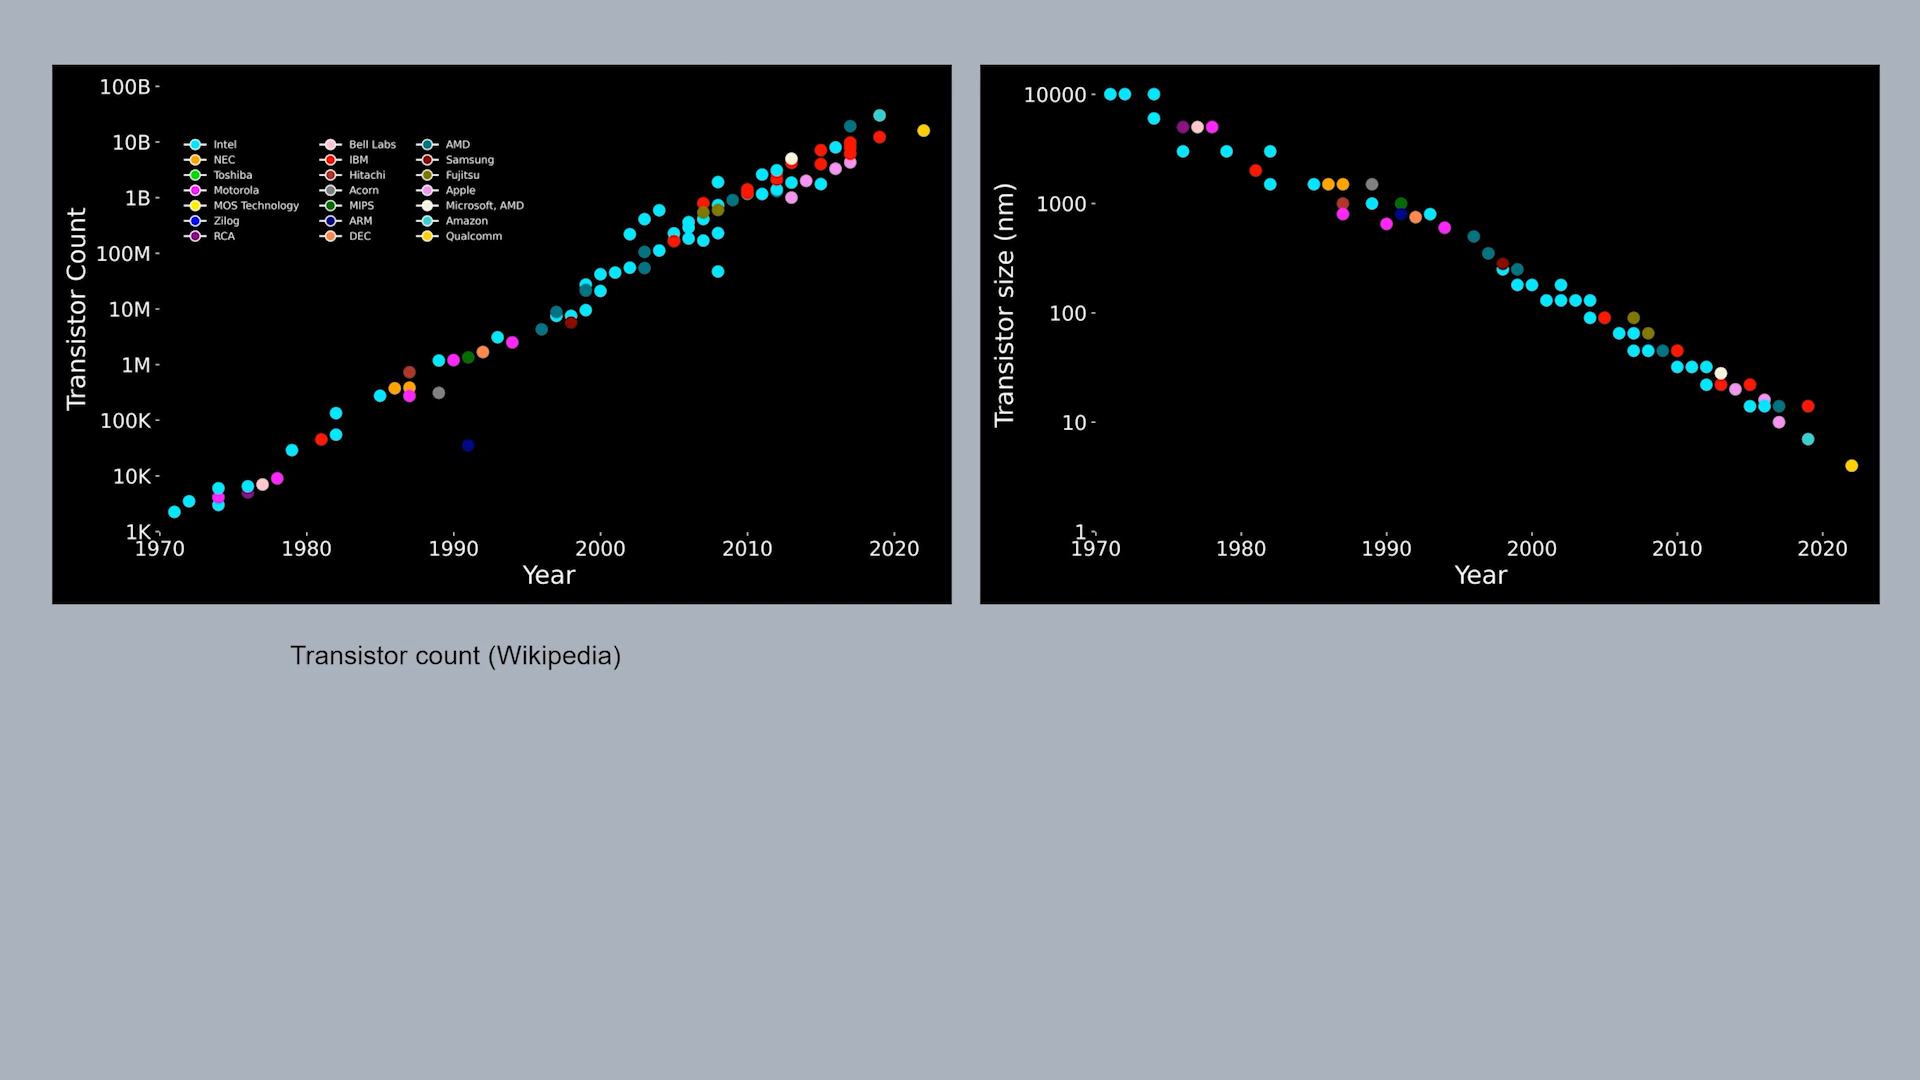 100B
10B
1B
100M
10M
1M
100K
10K
1K
Transistor Count
Intel
NEC
Toshiba
Motorola
MOS Technology
Zilog
RCA
Bell Labs
IBM
Hitachi
Acorn
MIPS
ARM
DEC
AMD
Samsung
Fujitsu
Apple
Microsoft, AMD
Amazon
Qualcomm
1970 1980 1990 2000 2010 2020
Year
10000
1000
100
10
1
Transistor size (nm)
1970 1980 1990 2000 2010 2020
Year
Transistor count (Wikipedia)